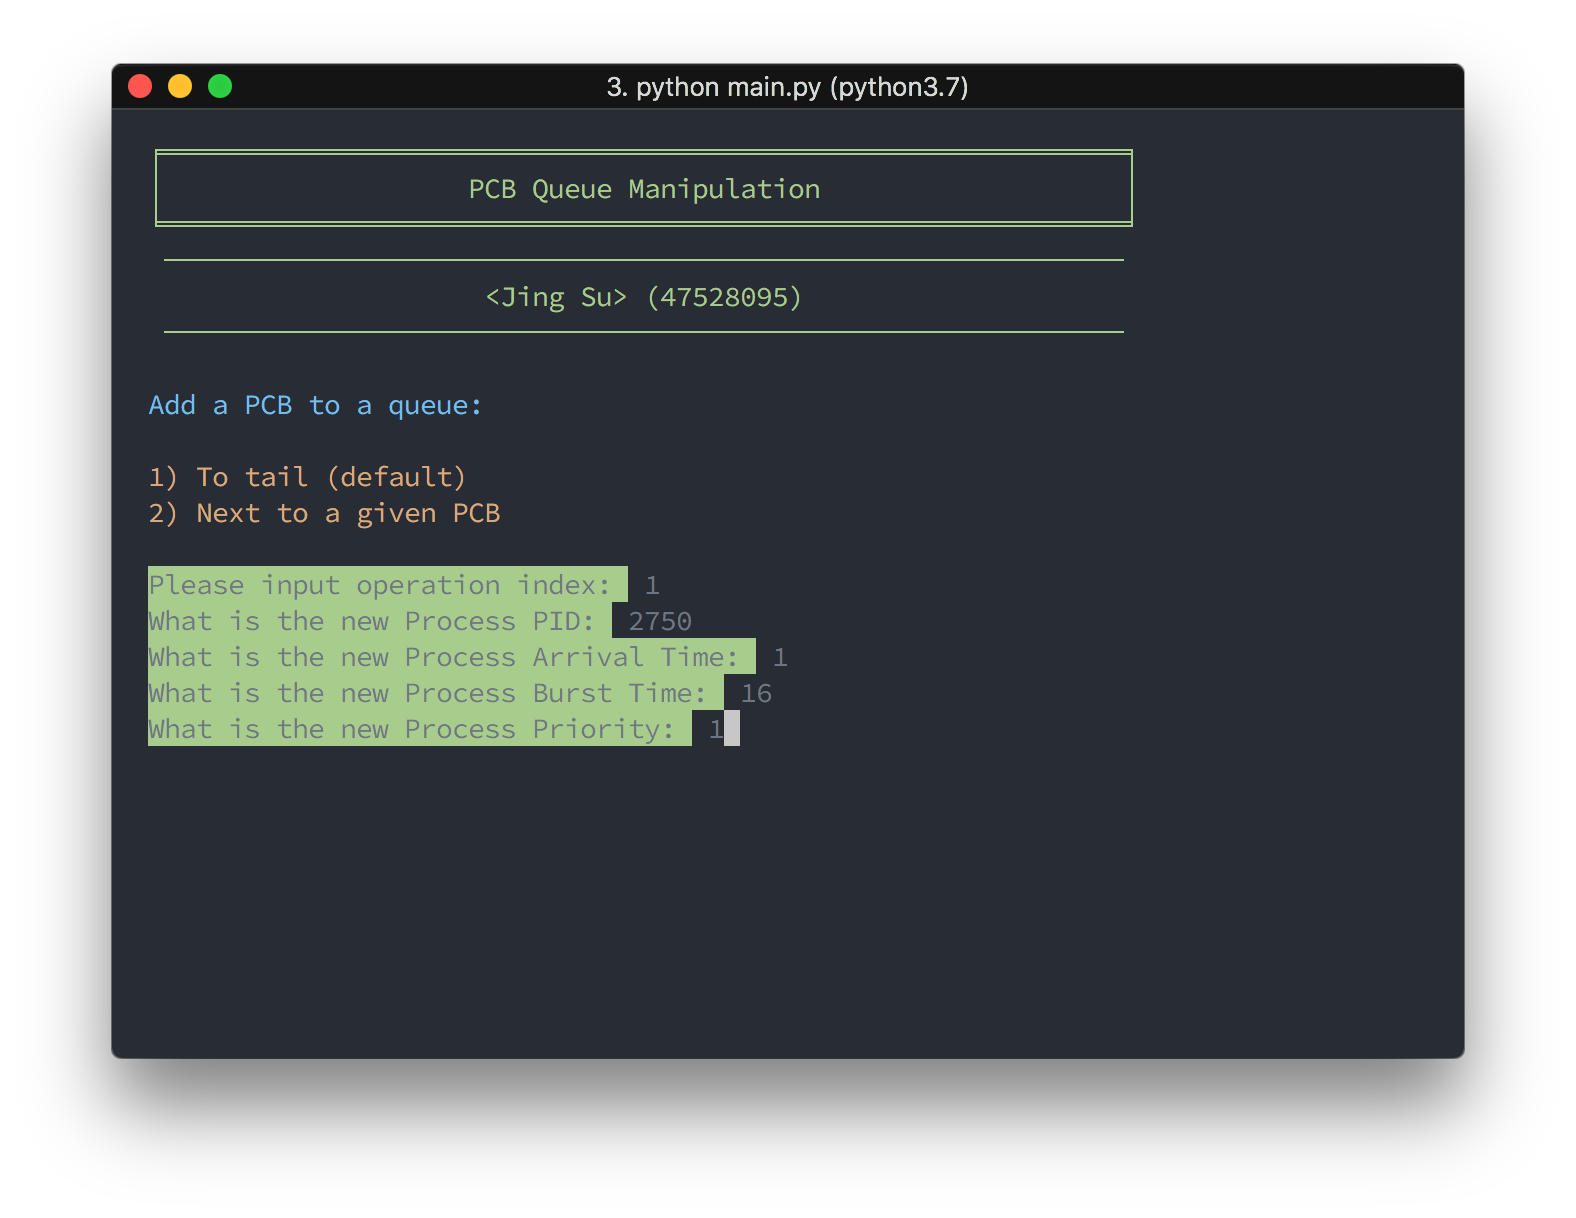 3. python main.py (python3.7)
PCB Queue Manipulation
<Jing Su> (47528095)
Add a PCB to a queue:
1) To tail (default)
2) Next to a given PCB
Please input operation index: 1
What is the new Process PID: 2750
What is the new Process Arrival Time: 1
What is the new Process Burst Time: 16
What is the new Process Priority: 1